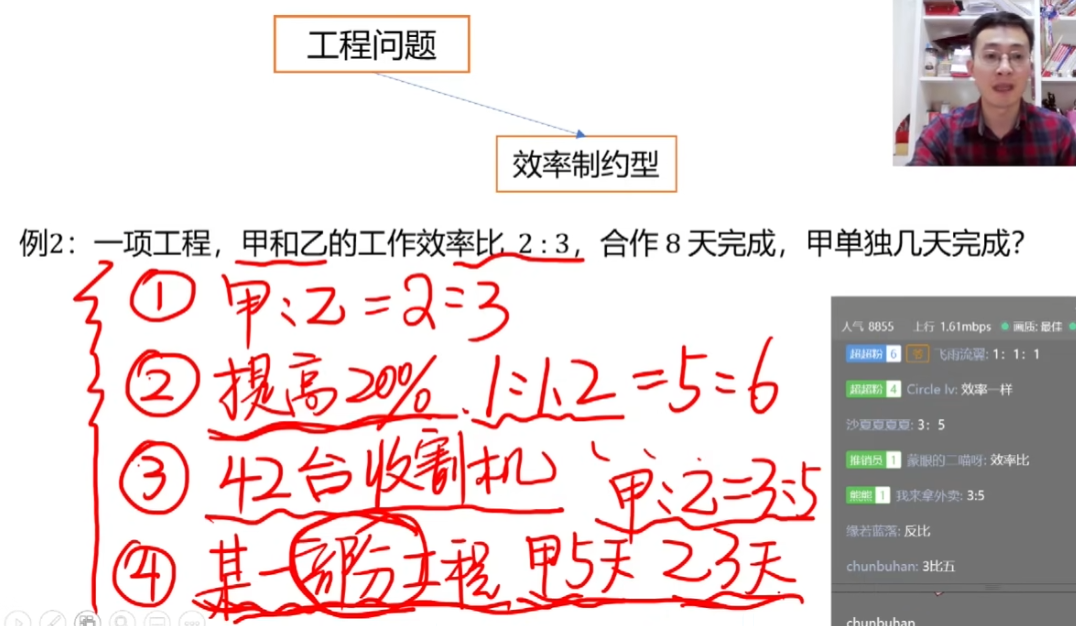 工程问题
效率制约型
例2：一项工程，甲和乙的工作效率比 2 : 3，合作 8 天完成，甲单独几天完成？
① 甲:乙=2:3
② 提高20% 1:1.2=5:6
③ 42台收割机
甲:乙=3:5
④ 某一部分工程 甲5天 乙3天
人气 8855 上行 1.61mbps 画质: 最佳
超超粉 6 飞雨流翼: 1：1：1
超超粉 4 Circle lv: 效率一样
沙夏夏夏夏: 3：5
推销员 1 蒙眼的二喵呀: 效率比
熊熊 1 找来拿外卖: 3:5
缘若蓝落: 反比
chunbuhan: 3比五
chunbuhan